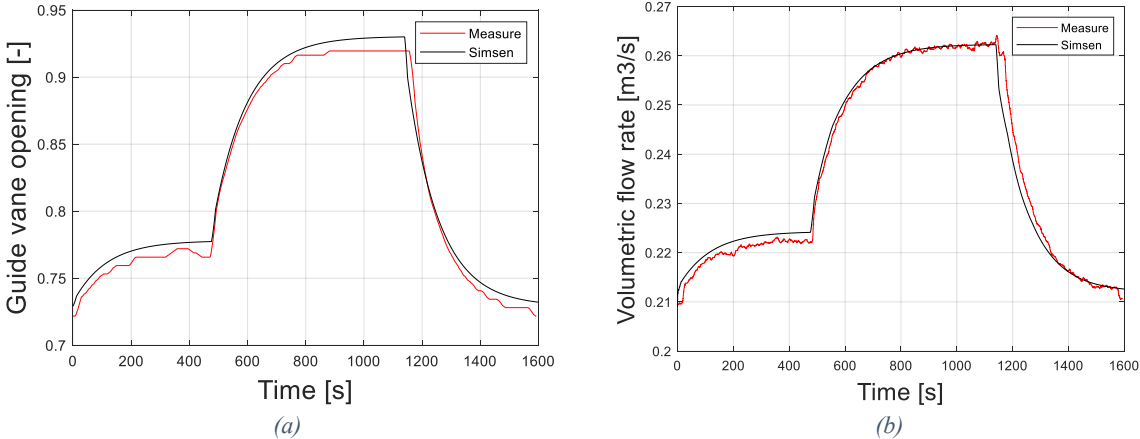 Guide vane opening [-]
0.95
0.9
0.85
0.8
0.75
0.7
Measure
Simsen
0 200 400 600 800 1000 1200 1400 1600
Time [s]
(a)
Volumetric flow rate [m3/s]
0.27
0.26
0.25
0.24
0.23
0.22
0.21
0.2
Measure
Simsen
0 200 400 600 800 1000 1200 1400 1600
Time [s]
(b)